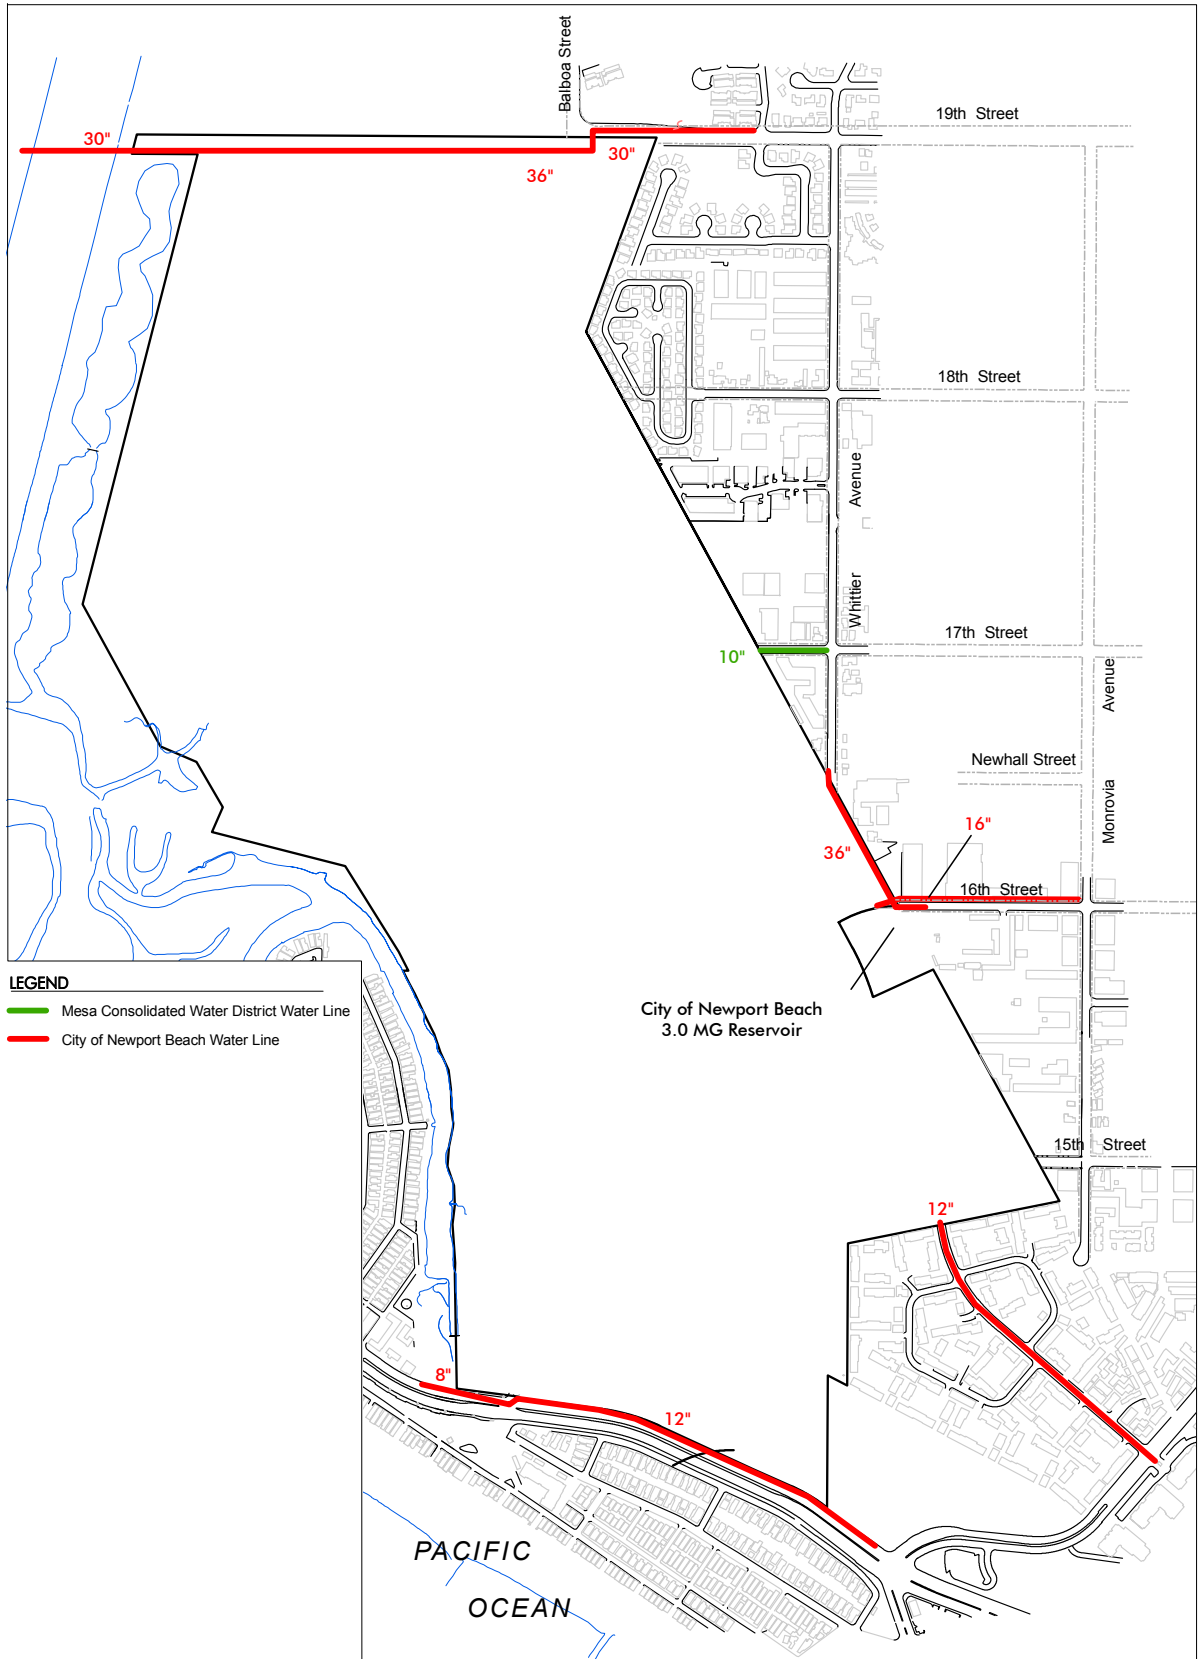 Balboa Street
19th Street
30"
30"
36"
18th Street
Avenue
Whittier
17th Street
10"
Avenue
Newhall Street
Monrovia
16"
36"
16th Street
LEGEND
Mesa Consolidated Water District Water Line
City of Newport Beach Water Line
City of Newport Beach
3.0 MG Reservoir
15th Street
12"
8"
12"
PACIFIC
OCEAN